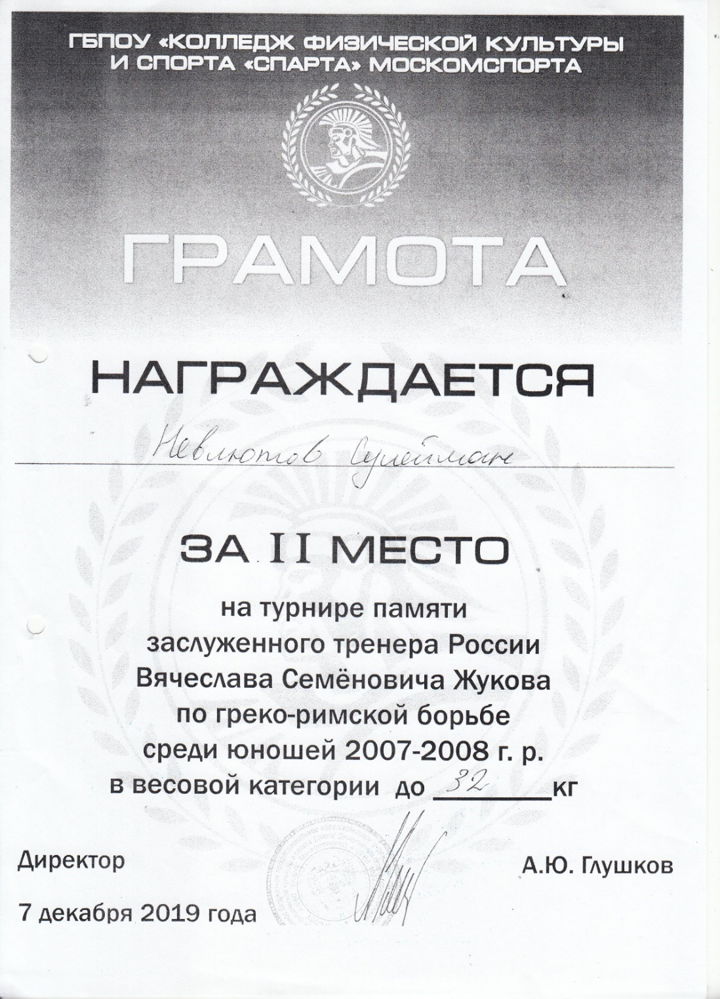 ГБПОУ «КОЛЛЕДЖ ФИЗИЧЕСКОЙ КУЛЬТУРЫ
И СПОРТА «СПАРТА» МОСКОМСПОРТА
ГРАМОТА
НАГРАЖДАЕТСЯ
Невлютов Сулейман
ЗА II МЕСТО
на турнире памяти
заслуженного тренера России
Вячеслава Семёновича Жукова
по греко-римской борьбе
среди юношей 2007-2008 г. р.
в весовой категории до 32 кг
Директор
А.Ю. Глушков
7 декабря 2019 года